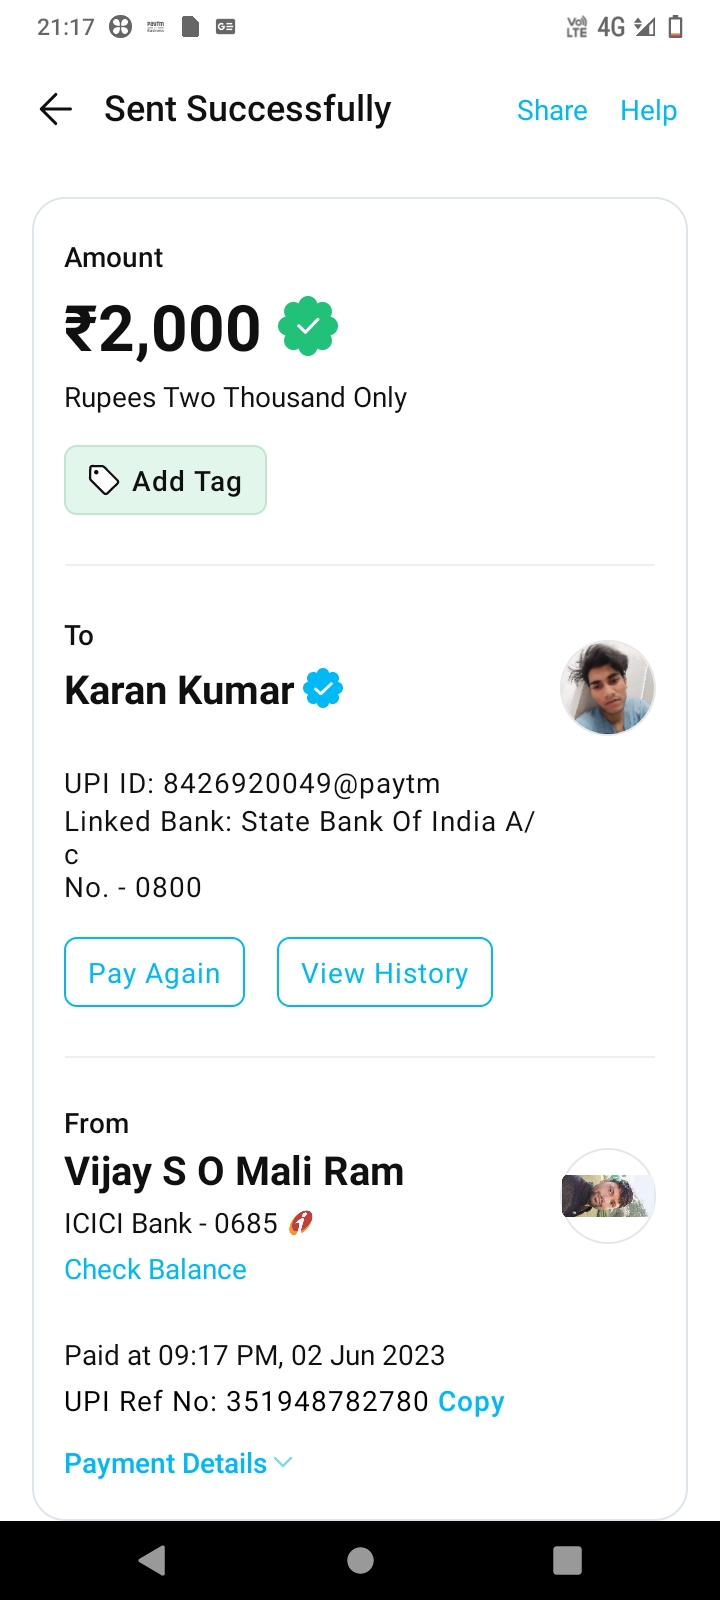 21:17
Vo)) LTE 4G
Sent Successfully Share Help
Amount
₹2,000
Rupees Two Thousand Only
Add Tag
To
Karan Kumar
UPI ID: 8426920049@paytm
Linked Bank: State Bank Of India A/
c
No. - 0800
Pay Again View History
From
Vijay S O Mali Ram
ICICI Bank - 0685
Check Balance
Paid at 09:17 PM, 02 Jun 2023
UPI Ref No: 351948782780 Copy
Payment Details